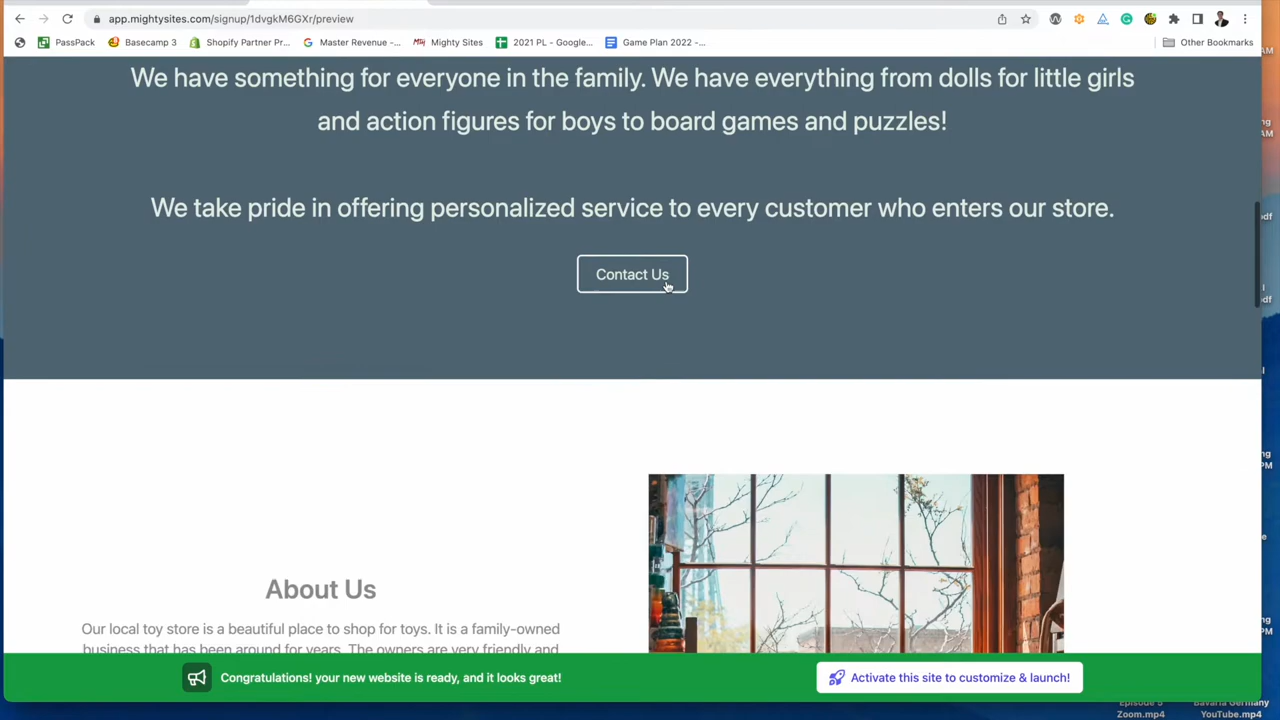 app.mightysites.com/signup/1dvgkM6GXr/preview
PassPack
Basecamp 3
Shopify Partner Pr...
Master Revenue -...
Mighty Sites
2021 PL - Google...
Game Plan 2022 -...
Other Bookmarks
We have something for everyone in the family. We have everything from dolls for little girls
and action figures for boys to board games and puzzles!
We take pride in offering personalized service to every customer who enters our store.
Contact Us
About Us
Our local toy store is a beautiful place to shop for toys. It is a family-owned
business that has been around for years. The owners are very friendly and
Congratulations! your new website is ready, and it looks great!
Activate this site to customize & launch!
Episode 5
Zoom.mp4
Bavaria Germany
YouTube.mp4